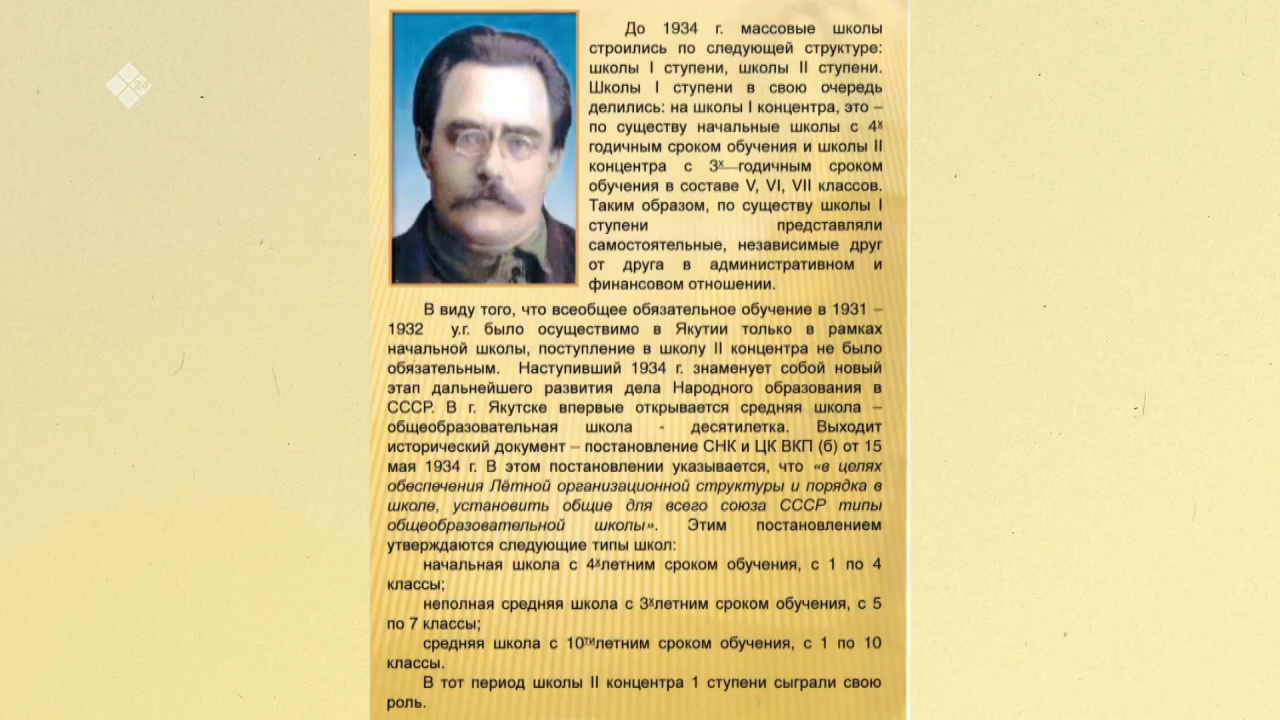 24
До 1934 г. массовые школы
строились по следующей структуре:
школы I ступени, школы II ступени.
Школы I ступени в свою очередь
делились: на школы I концентра, это –
по существу начальные школы с 4х
годичным сроком обучения и школы II
концентра с 3х—годичным сроком
обучения в составе V, VI, VII классов.
Таким образом, по существу школы I
ступени представляли
самостоятельные, независимые друг
от друга в административном и
финансовом отношении.
В виду того, что всеобщее обязательное обучение в 1931 –
1932 у.г. было осуществимо в Якутии только в рамках
начальной школы, поступление в школу II концентра не было
обязательным. Наступивший 1934 г. знаменует собой новый
этап дальнейшего развития дела Народного образования в
СССР. В г. Якутске впервые открывается средняя школа –
общеобразовательная школа - десятилетка. Выходит
исторический документ – постановление СНК и ЦК ВКП (б) от 15
мая 1934 г. В этом постановлении указывается, что «в целях
обеспечения Лётной организационной структуры и порядка в
школе, установить общие для всего союза СССР типы
общеобразовательной школы». Этим постановлением
утверждаются следующие типы школ:
начальная школа с 4хлетним сроком обучения, с 1 по 4
классы;
неполная средняя школа с 3хлетним сроком обучения, с 5
по 7 классы;
средняя школа с 10тилетним сроком обучения, с 1 по 10
классы.
В тот период школы II концентра 1 ступени сыграли свою
роль.